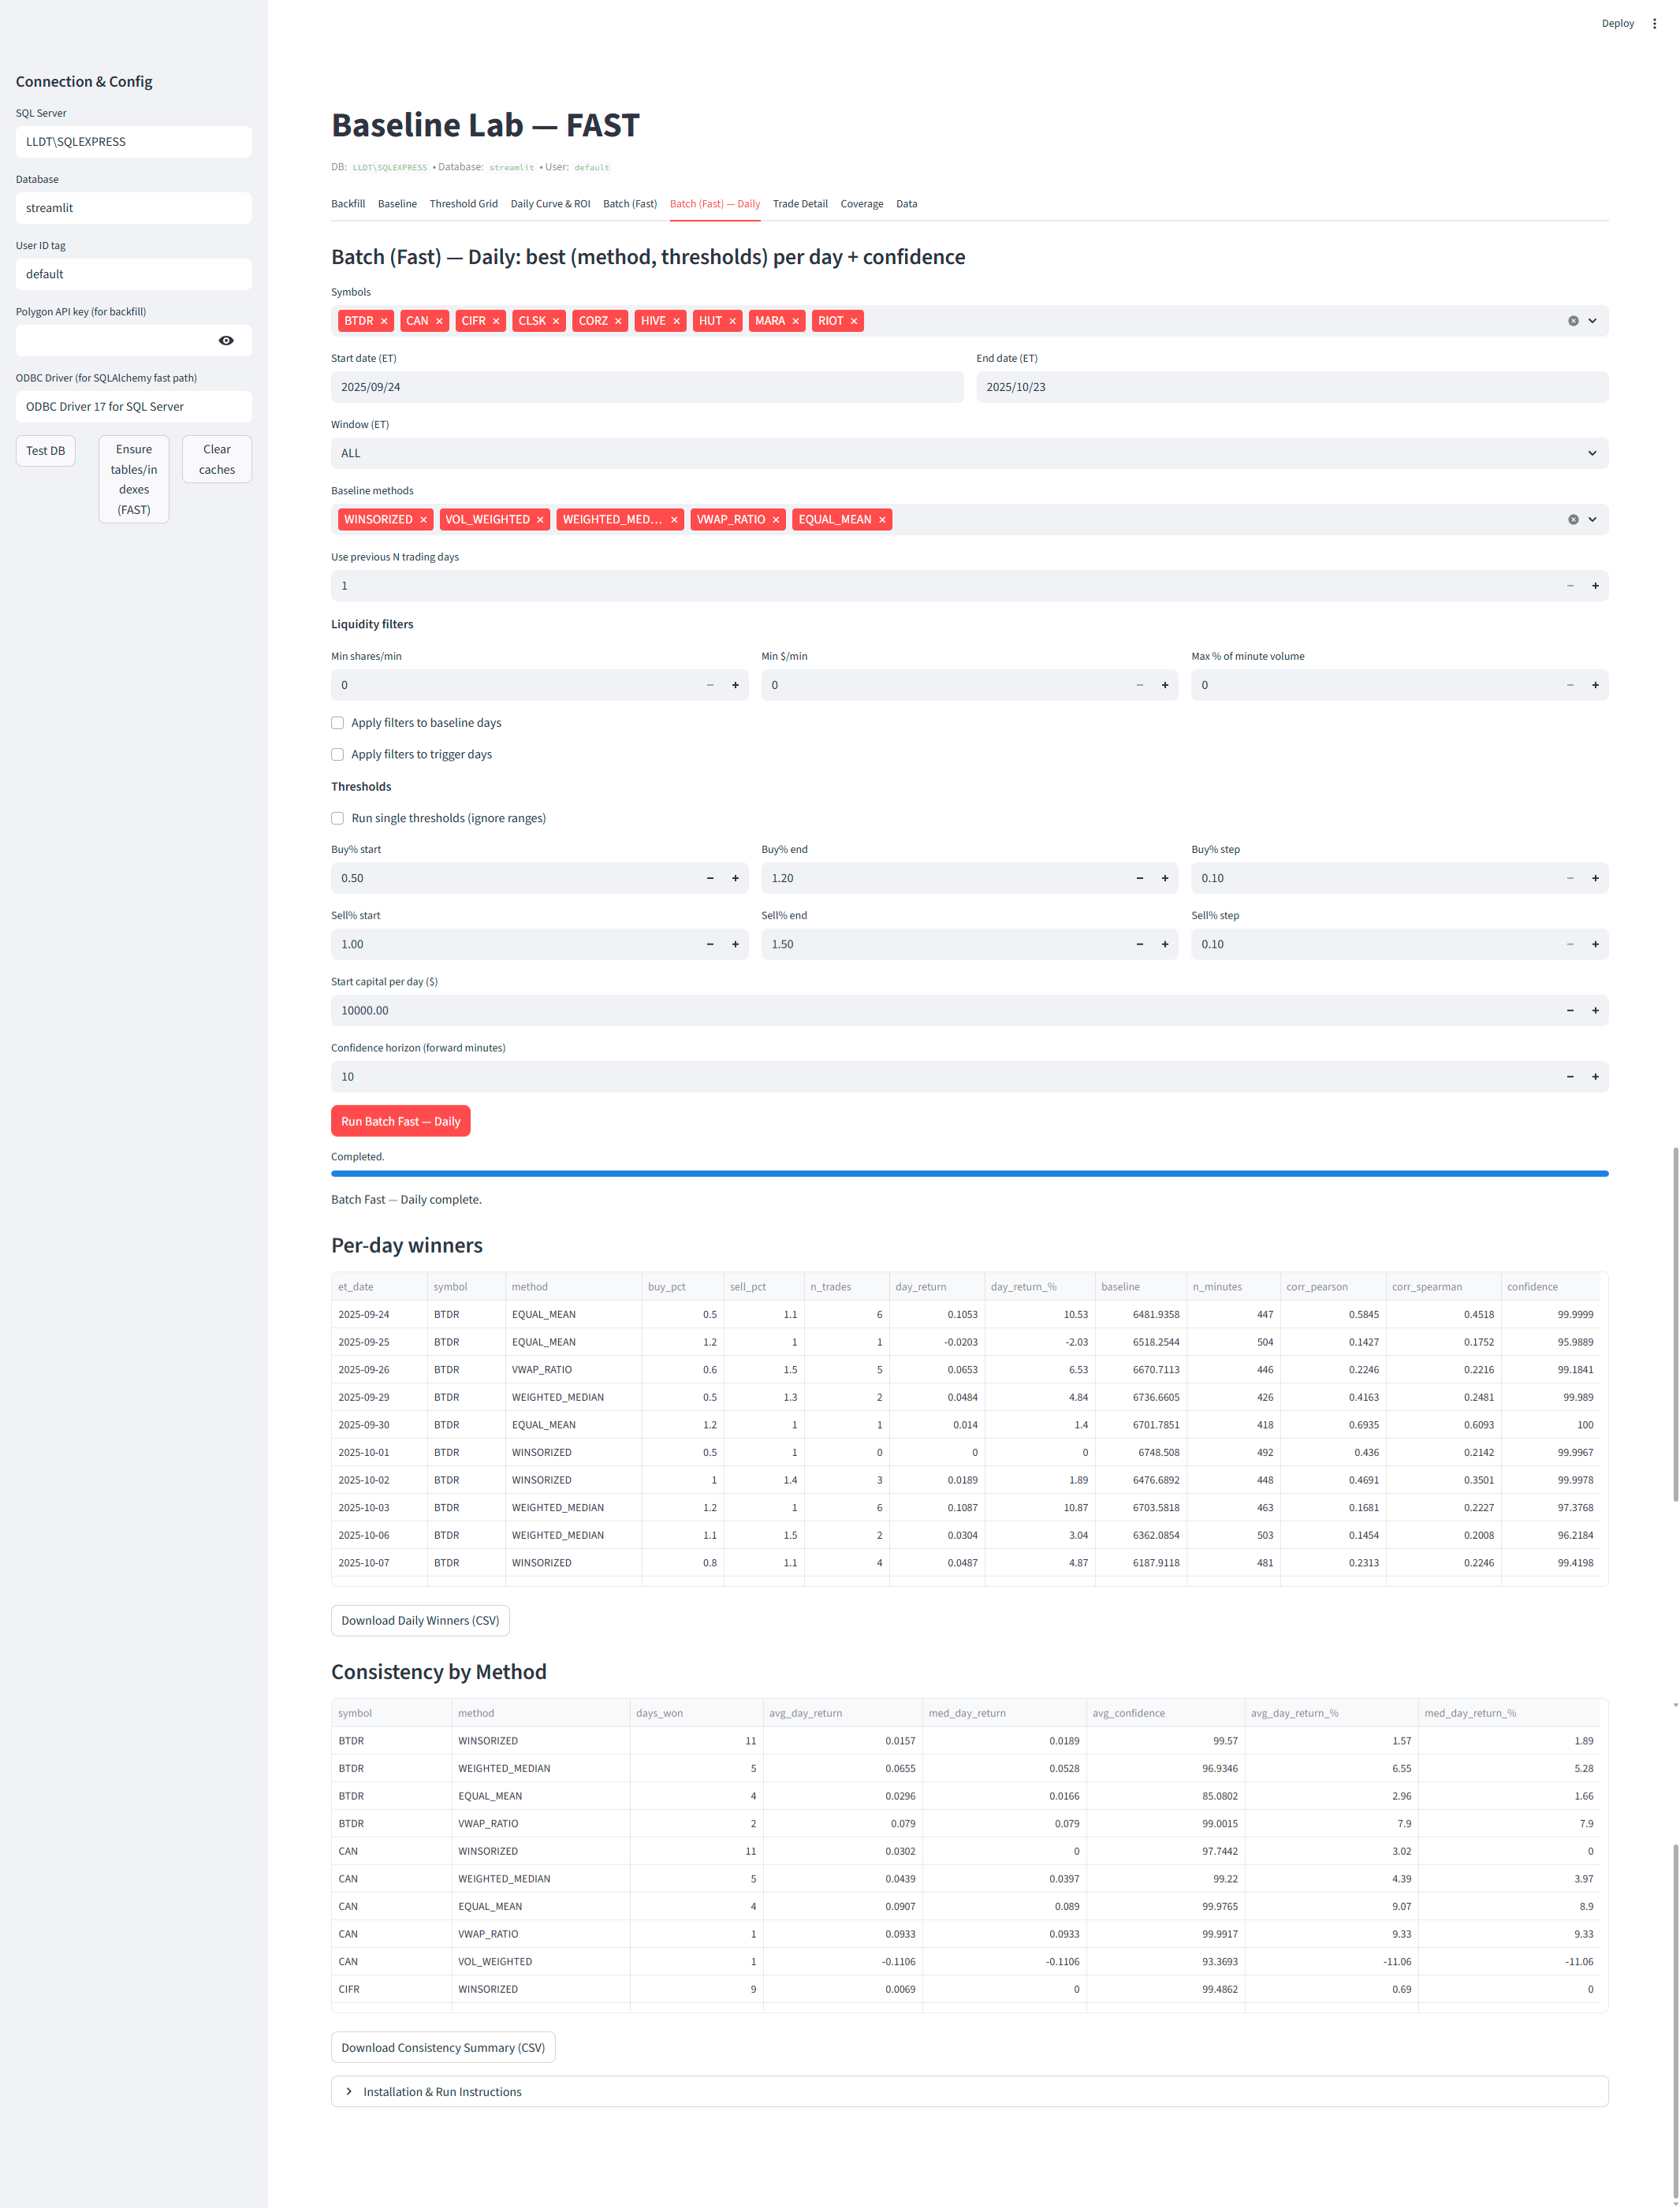 Deploy
Connection & Config
SQL Server
LLDT\SQLEXPRESS
Database
streamlit
User ID tag
default
Polygon API key (for backfill)
ODBC Driver (for SQLAlchemy fast path)
ODBC Driver 17 for SQL Server
Test DB
Ensure
tables/in
dexes
(FAST)
Clear
caches
Baseline Lab — FAST
DB: LLDT\SQLEXPRESS • Database: streamlit • User: default
Backfill Baseline Threshold Grid Daily Curve & ROI Batch (Fast) Batch (Fast) — Daily Trade Detail Coverage Data
Batch (Fast) — Daily: best (method, thresholds) per day + confidence
Symbols
BTDR CAN CIFR CLSK CORZ HIVE HUT MARA RIOT
Start date (ET) End date (ET)
2025/09/24 2025/10/23
Window (ET)
ALL
Baseline methods
WINSORIZED VOL_WEIGHTED WEIGHTED_MED... VWAP_RATIO EQUAL_MEAN
Use previous N trading days
1
Liquidity filters
Min shares/min Min $/min Max % of minute volume
0 0 0
Apply filters to baseline days
Apply filters to trigger days
Thresholds
Run single thresholds (ignore ranges)
Buy% start Buy% end Buy% step
0.50 1.20 0.10
Sell% start Sell% end Sell% step
1.00 1.50 0.10
Start capital per day ($)
10000.00
Confidence horizon (forward minutes)
10
Run Batch Fast — Daily
Completed.
Batch Fast — Daily complete.
Per-day winners
et_date symbol method buy_pct sell_pct n_trades day_return day_return_% baseline n_minutes corr_pearson corr_spearman confidence
2025-09-24 BTDR EQUAL_MEAN 0.5 1.1 6 0.1053 10.53 6481.9358 447 0.5845 0.4518 99.9999
2025-09-25 BTDR EQUAL_MEAN 1.2 1 1 -0.0203 -2.03 6518.2544 504 0.1427 0.1752 95.9889
2025-09-26 BTDR VWAP_RATIO 0.6 1.5 5 0.0653 6.53 6670.7113 446 0.2246 0.2216 99.1841
2025-09-29 BTDR WEIGHTED_MEDIAN 0.5 1.3 2 0.0484 4.84 6736.6605 426 0.4163 0.2481 99.989
2025-09-30 BTDR EQUAL_MEAN 1.2 1 1 0.014 1.4 6701.7851 418 0.6935 0.6093 100
2025-10-01 BTDR WINSORIZED 0.5 1 0 0 0 6748.508 492 0.436 0.2142 99.9967
2025-10-02 BTDR WINSORIZED 1 1.4 3 0.0189 1.89 6476.6892 448 0.4691 0.3501 99.9978
2025-10-03 BTDR WEIGHTED_MEDIAN 1.2 1 6 0.1087 10.87 6703.5818 463 0.1681 0.2227 97.3768
2025-10-06 BTDR WEIGHTED_MEDIAN 1.1 1.5 2 0.0304 3.04 6362.0854 503 0.1454 0.2008 96.2184
2025-10-07 BTDR WINSORIZED 0.8 1.1 4 0.0487 4.87 6187.9118 481 0.2313 0.2246 99.4198
Download Daily Winners (CSV)
Consistency by Method
symbol method days_won avg_day_return med_day_return avg_confidence avg_day_return_% med_day_return_%
BTDR WINSORIZED 11 0.0157 0.0189 99.57 1.57 1.89
BTDR WEIGHTED_MEDIAN 5 0.0655 0.0528 96.9346 6.55 5.28
BTDR EQUAL_MEAN 4 0.0296 0.0166 85.0802 2.96 1.66
BTDR VWAP_RATIO 2 0.079 0.079 99.0015 7.9 7.9
CAN WINSORIZED 11 0.0302 0 97.7442 3.02 0
CAN WEIGHTED_MEDIAN 5 0.0439 0.0397 99.22 4.39 3.97
CAN EQUAL_MEAN 4 0.0907 0.089 99.9765 9.07 8.9
CAN VWAP_RATIO 1 0.0933 0.0933 99.9917 9.33 9.33
CAN VOL_WEIGHTED 1 -0.1106 -0.1106 93.3693 -11.06 -11.06
CIFR WINSORIZED 9 0.0069 0 99.4862 0.69 0
Download Consistency Summary (CSV)
Installation & Run Instructions